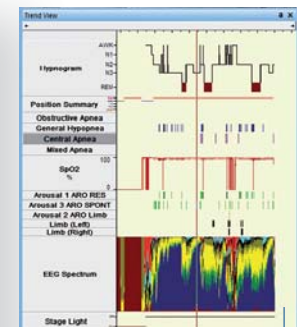 Trend View
AWK
N1
N2
N3
REM
Hypnogram
Position Summary
Obstructive Apnea
General Hypopnea
Central Apnea
Mixed Apnea
100
SpO2
%
0
Arousal 1 ARO RES
Arousal 3 ARO SPONT
Arousal 2 ARO Limb
Limb (Left)
Limb (Right)
EEG Spectrum
Stage Light